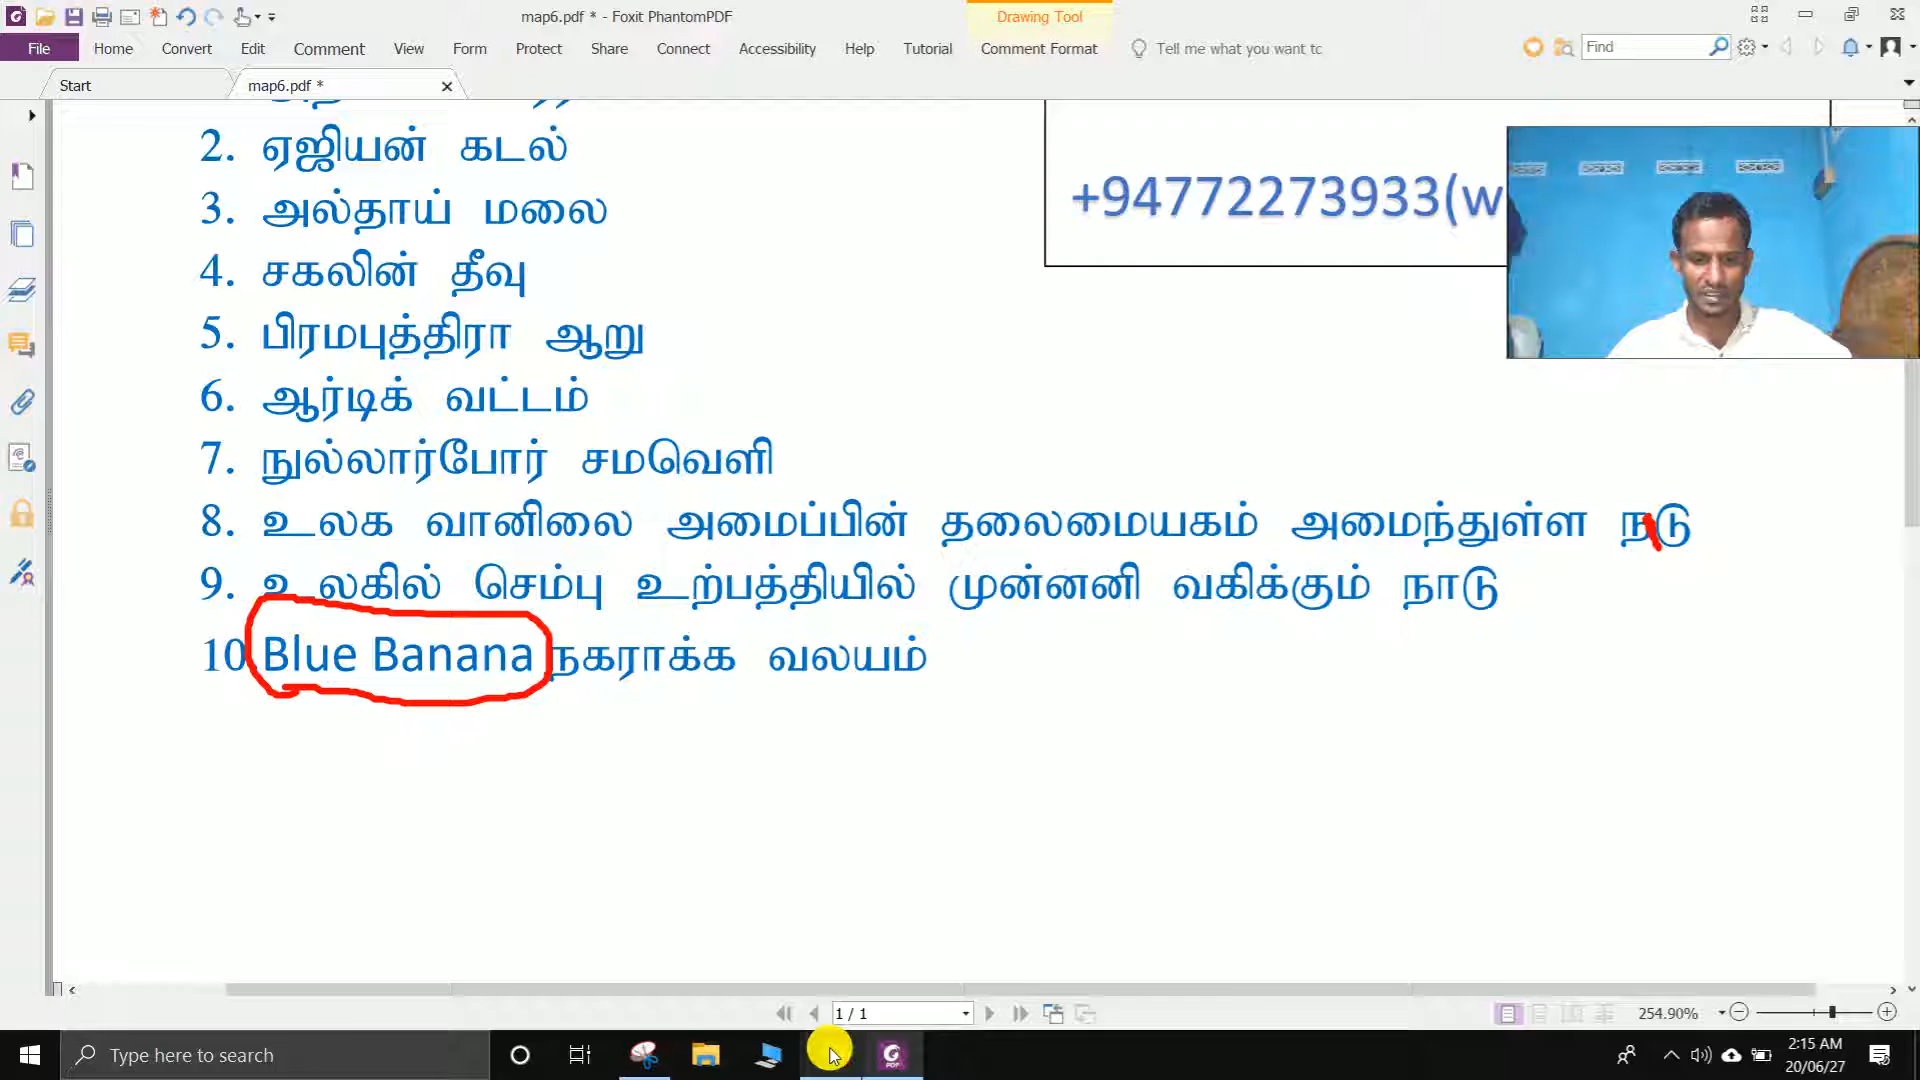 map6.pdf * - Foxit PhantomPDF
Drawing Tool
File Home Convert Edit Comment View Form Protect Share Connect Accessibility Help Tutorial Comment Format Tell me what you want tc Find
Start map6.pdf *
2. ஏஜியன் கடல்
+94772273933(w
3. அல்தாய் மலை
4. சகலின் தீவு
5. பிரமபுத்திரா ஆறு
6. ஆர்டிக் வட்டம்
7. நுல்லார்போர் சமவெளி
8. உலக வானிலை அமைப்பின் தலைமையகம் அமைந்துள்ள நடு
9. உலகில் செம்பு உற்பத்தியில் முன்னனி வகிக்கும் நாடு
10. Blue Banana நகராக்க வலயம்
1 / 1
254.90%
Type here to search
2:15 AM
20/06/27